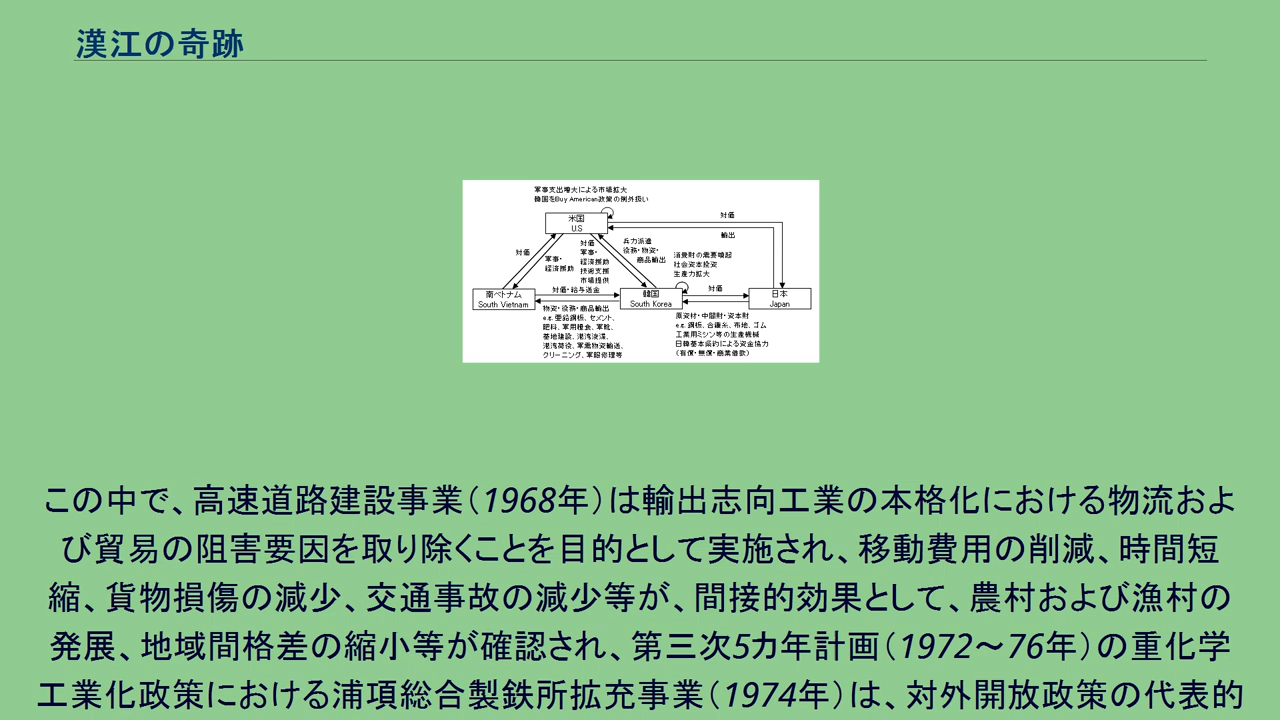 漢江の奇跡
軍事支出増大による市場拡大
韓国をBuy American政策の例外扱い
米国
U.S
対価
輸出
対価
軍事・
経済援助
対価
軍事・
経済援助
技術支援
市場提供
兵力派遣
役務・物資・
商品輸出
消費財の需要喚起
社会資本投資
生産力拡大
南ベトナム
South Vietnam
対価・給与送金
韓国
South Korea
対価
日本
Japan
物資・役務・商品輸出
e.g. 亜鉛鋼板、セメント、
肥料、軍用糧食、軍靴、
基地建設、港湾浚渫、
港湾荷役、軍需物資輸送、
クリーニング、軍服修理等
原資材・中間財・資本財
e.g. 鋼板、合繊糸、布地、ゴム
工業用ミシン等の生産機械
日韓基本条約による資金協力
（有償・無償・商業借款）
この中で、高速道路建設事業（1968年）は輸出志向工業の本格化における物流およ
び貿易の阻害要因を取り除くことを目的として実施され、移動費用の削減、時間短
縮、貨物損傷の減少、交通事故の減少等が、間接的効果として、農村および漁村の
発展、地域間格差の縮小等が確認され、第三次5カ年計画（1972～76年）の重化学
工業化政策における浦項総合製鉄所拡充事業（1974年）は、対外開放政策の代表的